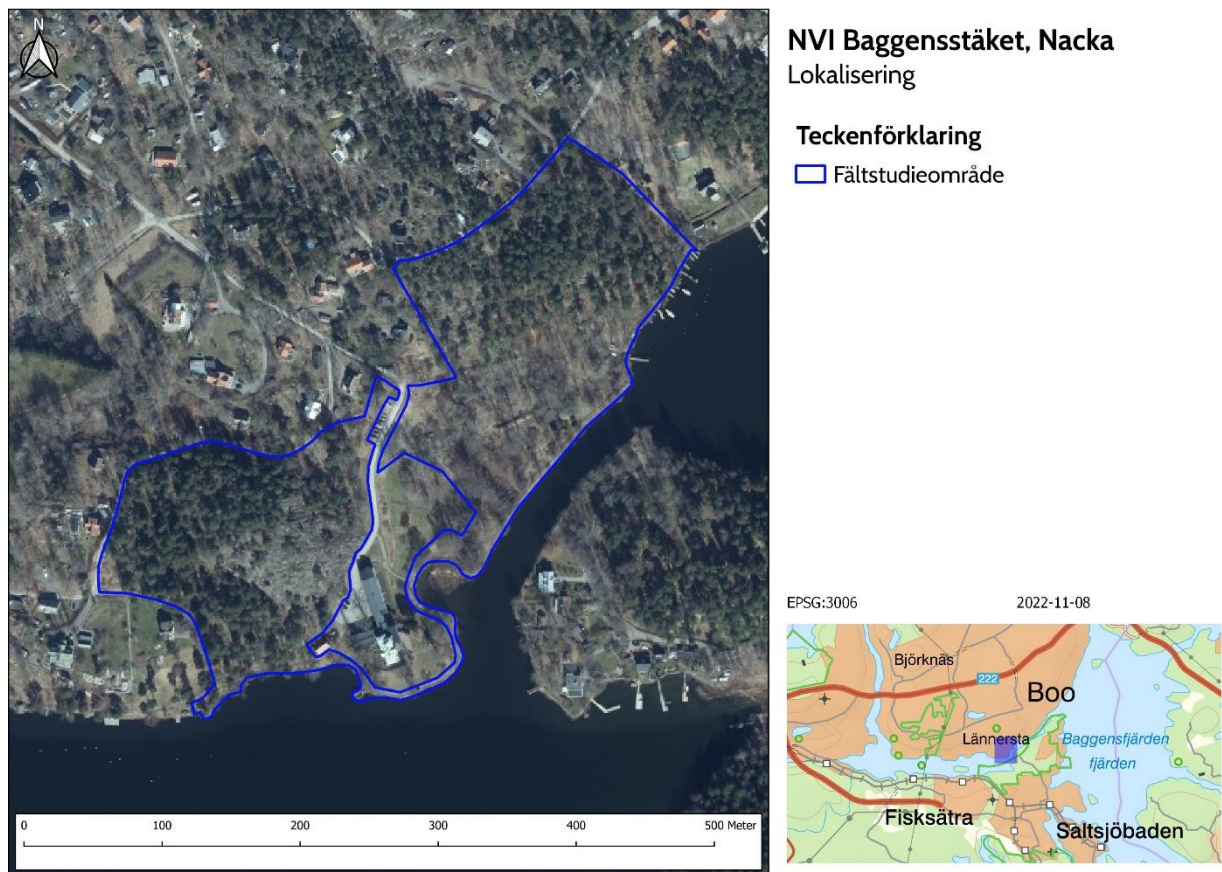 N
NVI Baggensstäket, Nacka
Lokalisering
Teckenförklaring
Fältstudieområde
0 100 200 300 400 500 Meter
EPSG:3006 2022-11-08
Björknäs
222
Boo
Lännersta
Baggensfjärden
fjärden
Fisksätra
Saltsjöbaden